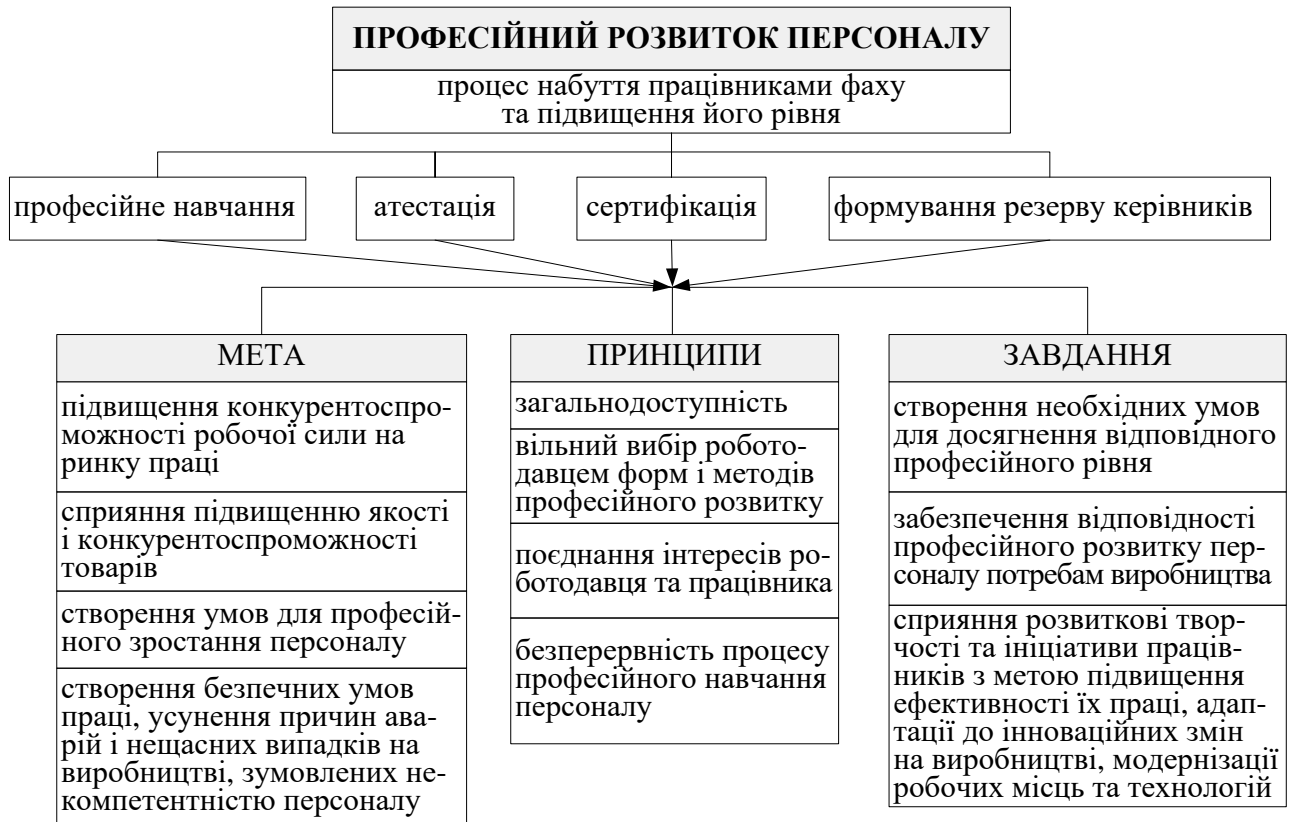 ПРОФЕСІЙНИЙ РОЗВИТОК ПЕРСОНАЛУ
процес набуття працівниками фаху
та підвищення його рівня
професійне навчання
атестація
сертифікація
формування резерву керівників
МЕТА
підвищення конкурентоспро-
можності робочої сили на
ринку праці
сприяння підвищенню якості
і конкурентоспроможності
товарів
створення умов для професій-
ного зростання персоналу
створення безпечних умов
праці, усунення причин ава-
рій і нещасних випадків на
виробництві, зумовлених не-
компетентністю персоналу
ПРИНЦИПИ
загальнодоступність
вільний вибір робото-
давцем форм і методів
професійного розвитку
поєднання інтересів ро-
ботодавця та працівника
безперервність процесу
професійного навчання
персоналу
ЗАВДАННЯ
створення необхідних умов
для досягнення відповідного
професійного рівня
забезпечення відповідності
професійного розвитку пер-
соналу потребам виробництва
сприяння розвиткові твор-
чості та ініціативи праців-
ників з метою підвищення
ефективності їх праці, адап-
тації до інноваційних змін
на виробництві, модернізації
робочих місць та технологій